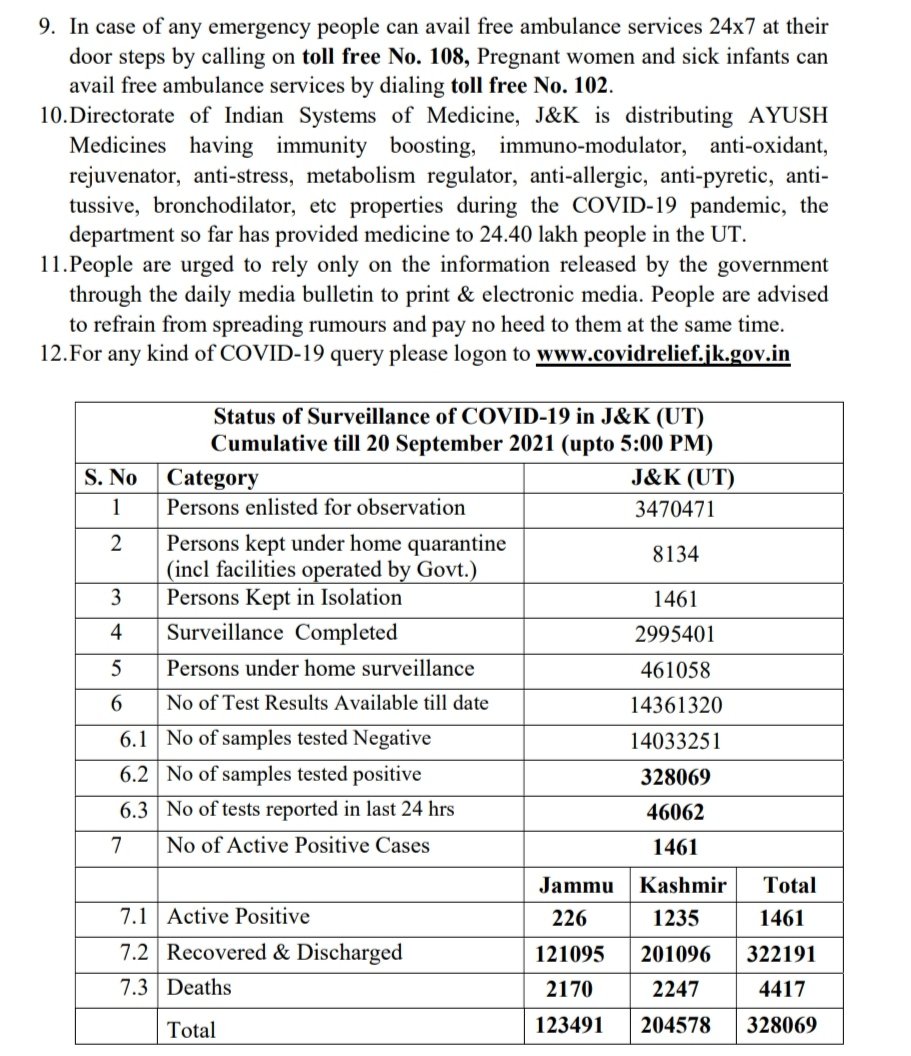 9. In case of any emergency people can avail free ambulance services 24x7 at their
door steps by calling on toll free No. 108, Pregnant women and sick infants can
avail free ambulance services by dialing toll free No. 102.
10.Directorate of Indian Systems of Medicine, J&K is distributing AYUSH
Medicines having immunity boosting, immuno-modulator, anti-oxidant,
rejuvenator, anti-stress, metabolism regulator, anti-allergic, anti-pyretic, anti-
tussive, bronchodilator, etc properties during the COVID-19 pandemic, the
department so far has provided medicine to 24.40 lakh people in the UT.
11.People are urged to rely only on the information released by the government
through the daily media bulletin to print & electronic media. People are advised
to refrain from spreading rumours and pay no heed to them at the same time.
12.For any kind of COVID-19 query please logon to www.covidrelief.jk.gov.in
Status of Surveillance of COVID-19 in J&K (UT)
Cumulative till 20 September 2021 (upto 5:00 PM)
S. No Category J&K (UT)
1 Persons enlisted for observation 3470471
2 Persons kept under home quarantine
(incl facilities operated by Govt.) 8134
3 Persons Kept in Isolation 1461
4 Surveillance Completed 2995401
5 Persons under home surveillance 461058
6 No of Test Results Available till date 14361320
6.1 No of samples tested Negative 14033251
6.2 No of samples tested positive 328069
6.3 No of tests reported in last 24 hrs 46062
7 No of Active Positive Cases 1461
Jammu Kashmir Total
7.1 Active Positive 226 1235 1461
7.2 Recovered & Discharged 121095 201096 322191
7.3 Deaths 2170 2247 4417
Total 123491 204578 328069